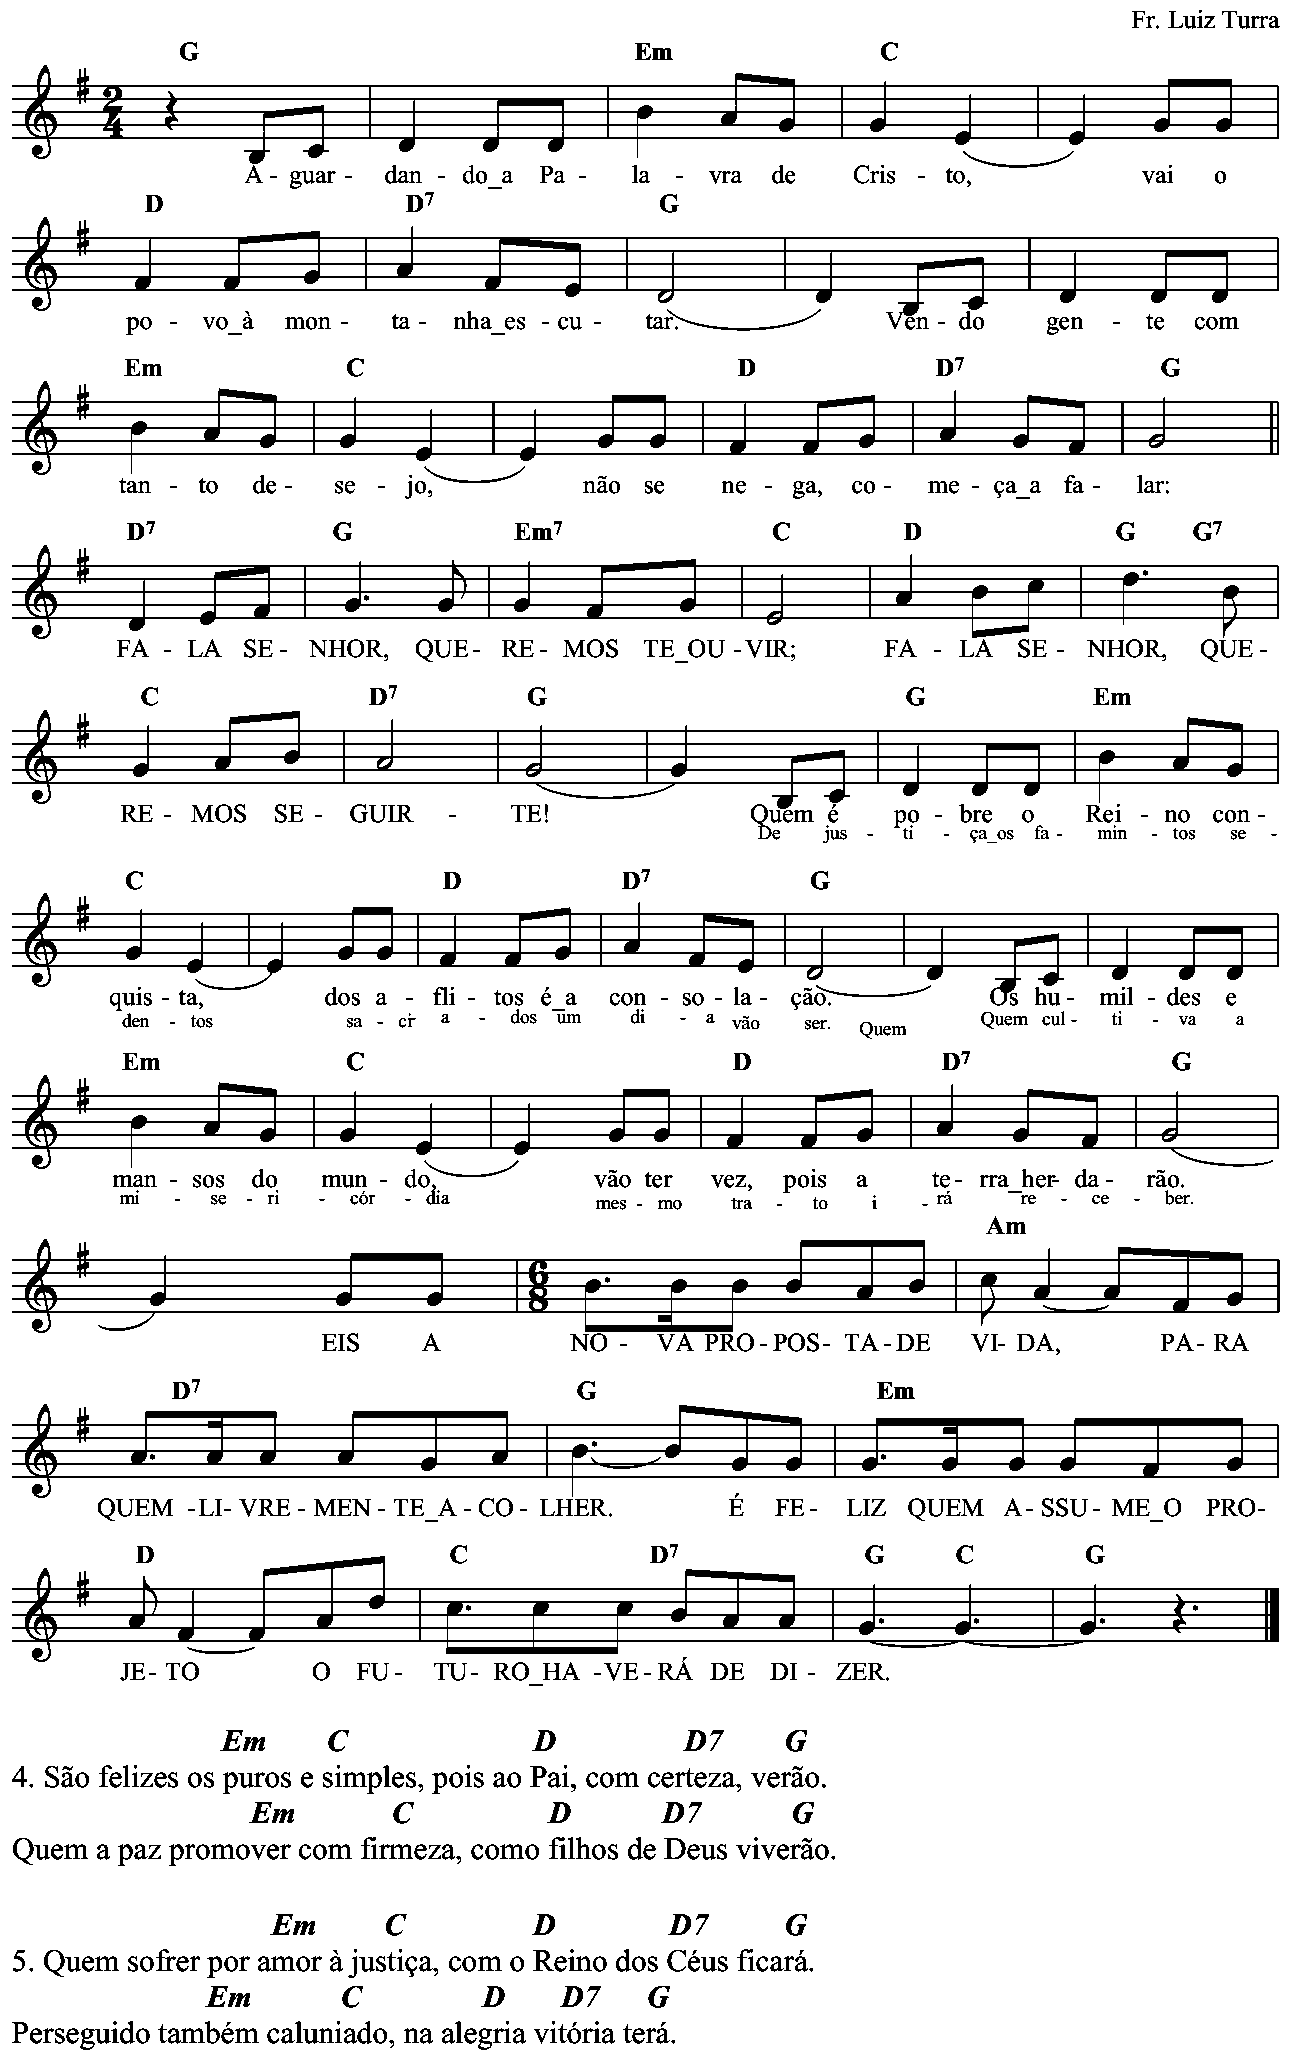 Fr. Luiz Turra
G Em C
2
4
A - guar - dan - do_a Pa - la - vra de Cris - to, vai o
D D7 G
po - vo_à mon - ta - nha_es - cu - tar. Ven - do gen - te com
Em C D D7 G
tan - to de - se - jo, não se ne - ga, co - me - ça_a fa - lar:
D7 G Em7 C D G G7
FA - LA SE - NHOR, QUE - RE - MOS TE_OU - VIR; FA - LA SE - NHOR, QUE -
C D7 G G Em
RE - MOS SE - GUIR - TE! Quem é po - bre o Rei - no con -
De jus - ti - ça_os fa - min - tos se -
C D D7 G
quis - ta, dos a - fli - tos é_a con - so - la - ção. Os hu - mil - des e
den - tos sa - cr - a - dos um di - a vão ser. Quem Quem cul - ti - va a
Em C D D7 G
man - sos do mun - do, vão ter vez, pois a te - rra_her - da - rão.
mi - se - ri - cór - dia mes - mo tra - to i - rá re - ce - ber.
Am
6
8
EIS A NO - VA PRO - POS - TA - DE VI - DA, PA - RA
D7 G Em
QUEM - LI - VRE - MEN - TE_A - CO - LHER. É FE - LIZ QUEM A - SSU - ME_O PRO -
D C D7 G C G
JE - TO O FU - TU - RO_HA - VE - RÁ DE DI - ZER.
Em C D D7 G
4. São felizes os puros e simples, pois ao Pai, com certeza, verão.
Em C D D7 G
Quem a paz promover com firmeza, como filhos de Deus viverão.
Em C D D7 G
5. Quem sofrer por amor à justiça, com o Reino dos Céus ficará.
Em C D D7 G
Perseguido também caluniado, na alegria vitória terá.